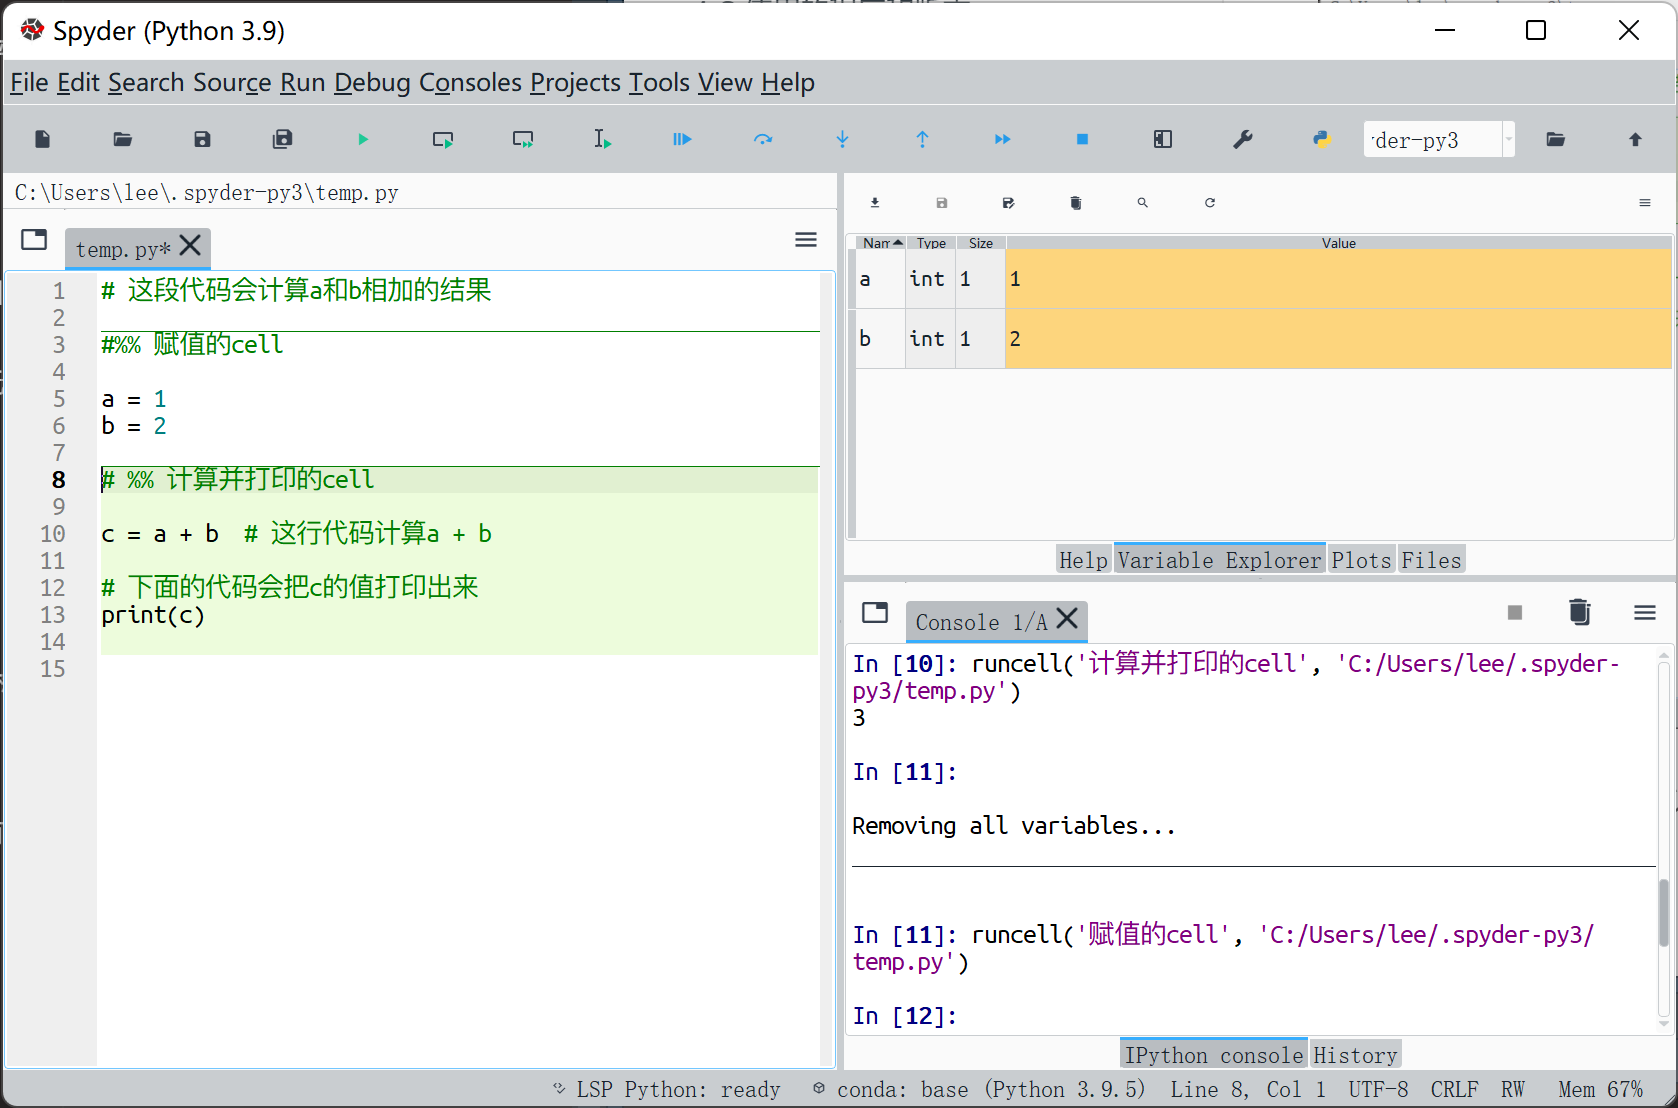 Spyder (Python 3.9)
File Edit Search Source Run Debug Consoles Projects Tools View Help
der-py3
C:\Users\lee\.spyder-py3\temp.py
temp.py*
1 # 这段代码会计算a和b相加的结果
2
3 #%% 赋值的cell
4
5 a = 1
6 b = 2
7
8 # %% 计算并打印的cell
9
10 c = a + b  # 这行代码计算a + b
11
12 # 下面的代码会把c的值打印出来
13 print(c)
14
15
Nam Type Size Value
a int 1 1
b int 1 2
Help Variable Explorer Plots Files
Console 1/A
In [10]: runcell('计算并打印的cell', 'C:/Users/lee/.spyder-
py3/temp.py')
3
In [11]:
Removing all variables...
In [11]: runcell('赋值的cell', 'C:/Users/lee/.spyder-py3/
temp.py')
In [12]:
IPython console History
LSP Python: ready conda: base (Python 3.9.5) Line 8, Col 1 UTF-8 CRLF RW Mem 67%